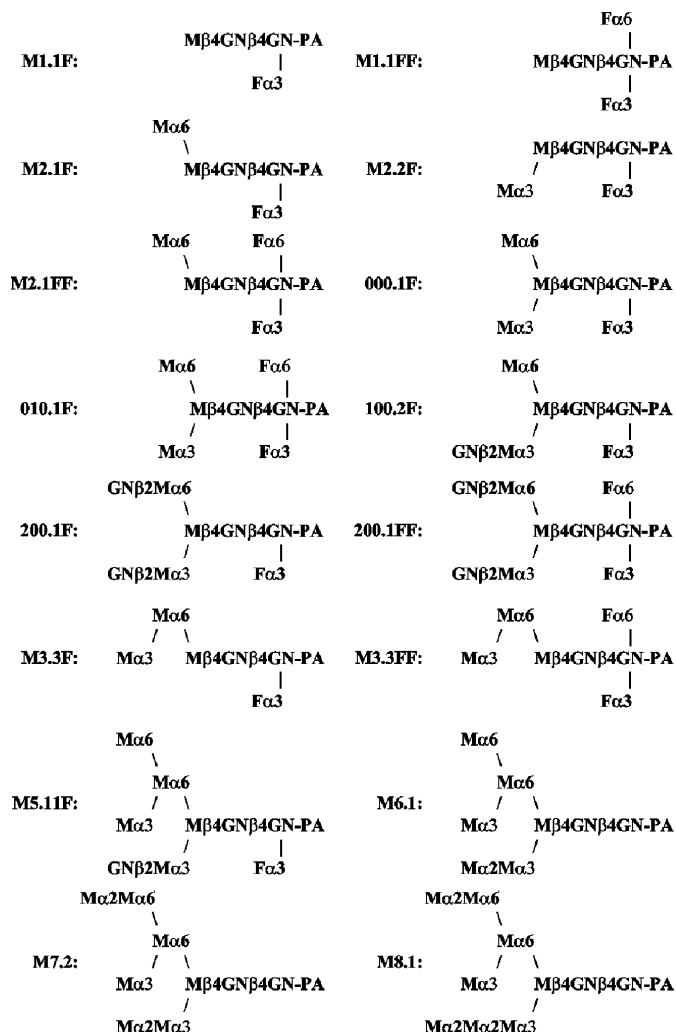 Mβ4GNβ4GN-PA
M1.1F:
Fα3
Fα6
M1.1FF: Mβ4GNβ4GN-PA
Fα3
Mα6
M2.1F: Mβ4GNβ4GN-PA
Fα3
Mβ4GNβ4GN-PA
M2.2F:
Mα3 Fα3
Mα6 Fα6
M2.1FF: Mβ4GNβ4GN-PA
Fα3
Mα6
000.1F: Mβ4GNβ4GN-PA
Mα3 Fα3
Mα6 Fα6
010.1F: Mβ4GNβ4GN-PA
Mα3 Fα3
Mα6
100.2F: Mβ4GNβ4GN-PA
GNβ2Mα3 Fα3
GNβ2Mα6
200.1F: Mβ4GNβ4GN-PA
GNβ2Mα3 Fα3
GNβ2Mα6 Fα6
200.1FF: Mβ4GNβ4GN-PA
GNβ2Mα3 Fα3
Mα6
M3.3F: Mα3 Mβ4GNβ4GN-PA
Fα3
Mα6 Fα6
M3.3FF: Mα3 Mβ4GNβ4GN-PA
Fα3
Mα6
Mα6
M5.11F: Mα3 Mβ4GNβ4GN-PA
GNβ2Mα3 Fα3
Mα6
Mα6
M6.1: Mα3 Mβ4GNβ4GN-PA
Mα2Mα3
Mα2Mα6
Mα6
M7.2: Mα3 Mβ4GNβ4GN-PA
Mα2Mα3
Mα2Mα6
Mα6
M8.1: Mα3 Mβ4GNβ4GN-PA
Mα2Mα2Mα3